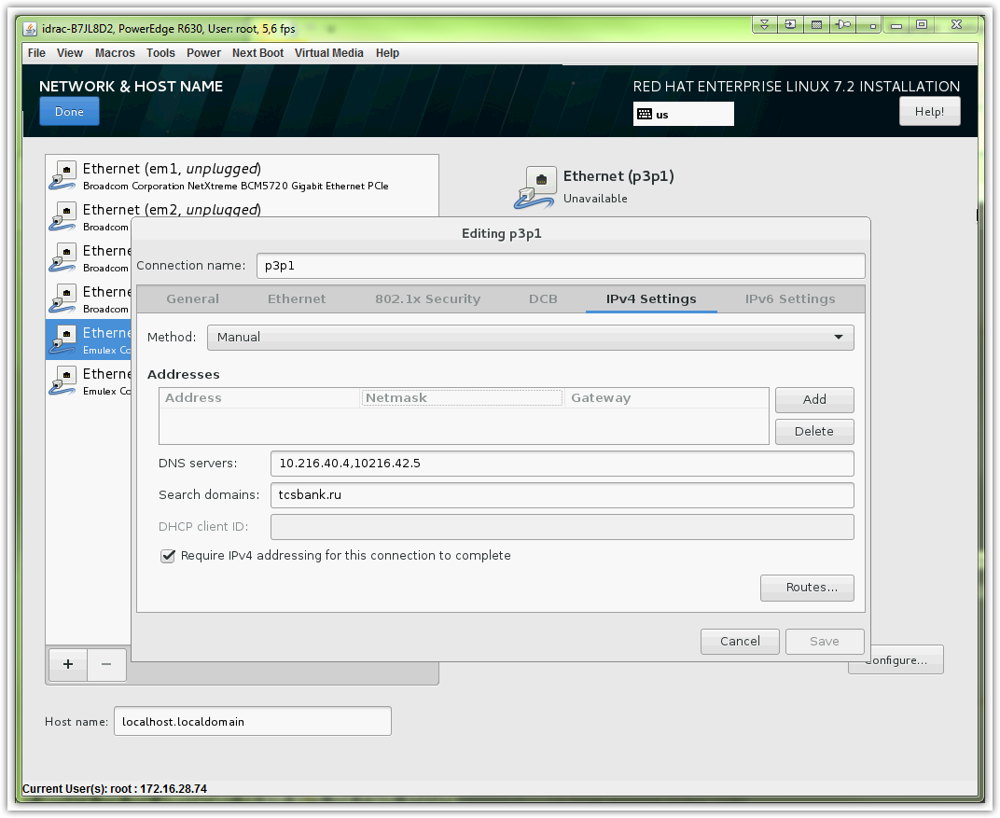 idrac-B7JL8D2, PowerEdge R630, User: root, 5,6 fps
File View Macros Tools Power Next Boot Virtual Media Help
NETWORK & HOST NAME
RED HAT ENTERPRISE LINUX 7.2 INSTALLATION
Done
us
Help!
Ethernet (em1, unplugged)
Broadcom Corporation NetXtreme BCM5720 Gigabit Ethernet PCIe
Ethernet (p3p1)
Unavailable
Ethernet (em2, unplugged)
Broadcom
Etherne
Broadcom
Etherne
Broadcom
Etherne
Emulex Co
Etherne
Emulex Co
Editing p3p1
Connection name: p3p1
General Ethernet 802.1x Security DCB IPv4 Settings IPv6 Settings
Method: Manual
Addresses
Address Netmask Gateway
Add
Delete
DNS servers: 10.216.40.4,10216.42.5
Search domains: tcsbank.ru
DHCP client ID:
Require IPv4 addressing for this connection to complete
Routes...
Cancel Save
+ −
Configure...
Host name: localhost.localdomain
Current User(s): root : 172.16.28.74